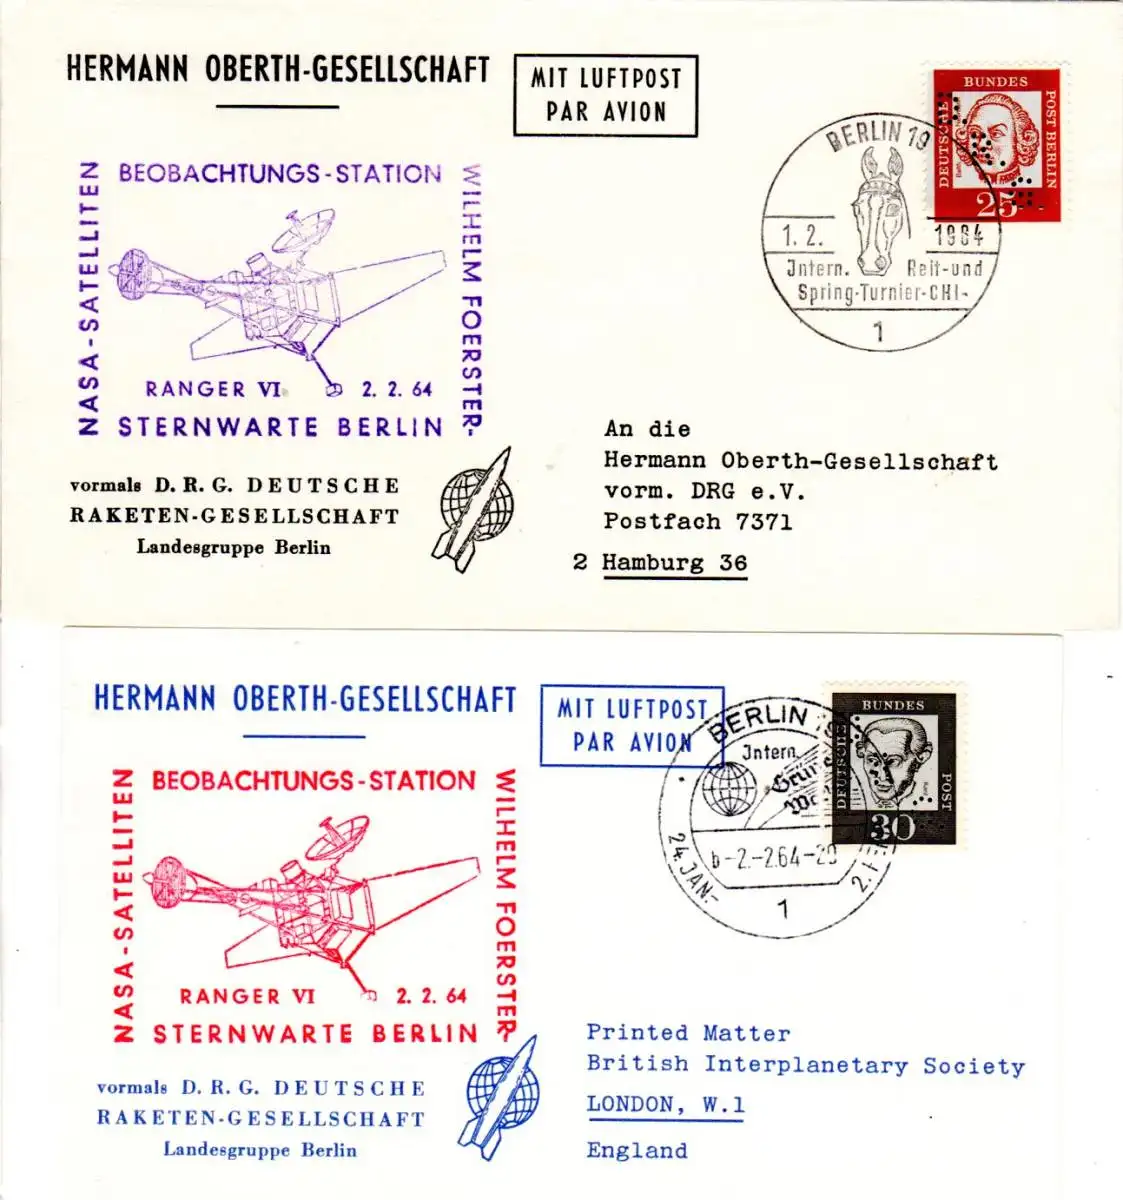 HERMANN OBERTH-GESELLSCHAFT
MIT LUFTPOST
PAR AVION
BUNDES
POST BERLIN
DEUTSCHE
25
BERLIN 19
1.2.
1964
Intern. Reit-und
Spring-Turnier-CHI-
1
BEOBACHTUNGS-STATION
NASA-SATELLITEN
WILHELM FOERSTER-
RANGER VI 2. 2. 64
STERNWARTE BERLIN
vormals D. R. G. DEUTSCHE
RAKETEN-GESELLSCHAFT
Landesgruppe Berlin
An die
Hermann Oberth-Gesellschaft
vorm. DRG e.V.
Postfach 7371
2 Hamburg 36
HERMANN OBERTH-GESELLSCHAFT
MIT LUFTPOST
PAR AVION
BUNDES
POST
DEUTSCHE
30
BERLIN 19
Intern.
b-2.-2.64-20
24. JAN.-
1
BEOBACHTUNGS-STATION
NASA-SATELLITEN
WILHELM FOERSTER-
RANGER VI 2. 2. 64
STERNWARTE BERLIN
vormals D. R. G. DEUTSCHE
RAKETEN-GESELLSCHAFT
Landesgruppe Berlin
Printed Matter
British Interplanetary Society
LONDON, W.1
England